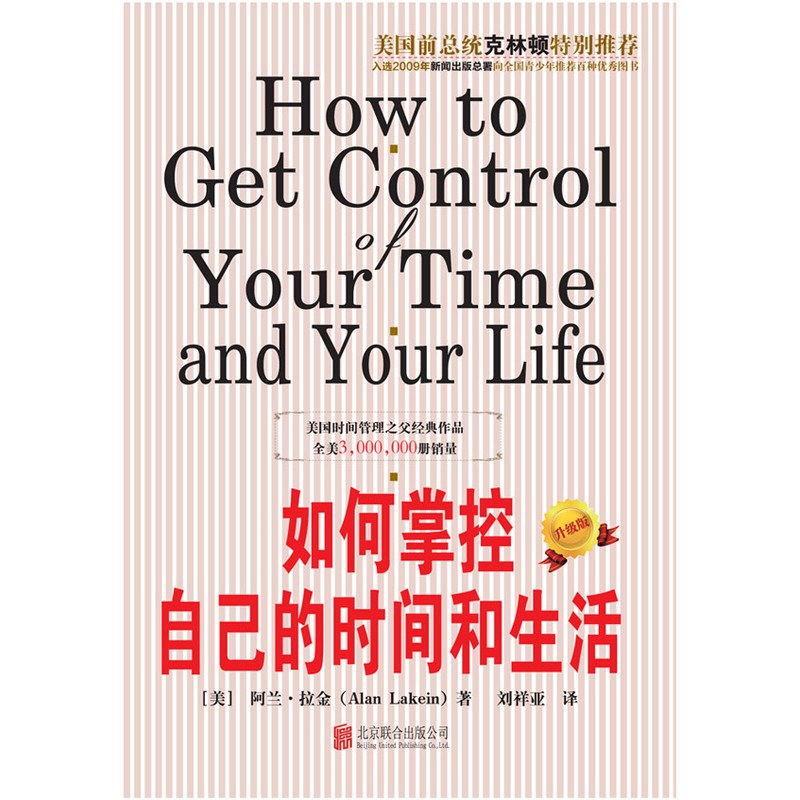 美国前总统克林顿特别推荐
入选2009年新闻出版总署向全国青少年推荐百种优秀图书
How to
Get Control
of
Your Time
and Your Life
美国时间管理之父经典作品
全美3,000,000册销量
如何掌控
升级版
自己的时间和生活
[美] 阿兰·拉金（Alan Lakein）著 刘祥亚 译
北京联合出版公司
Beijing United Publishing Co.,Ltd.